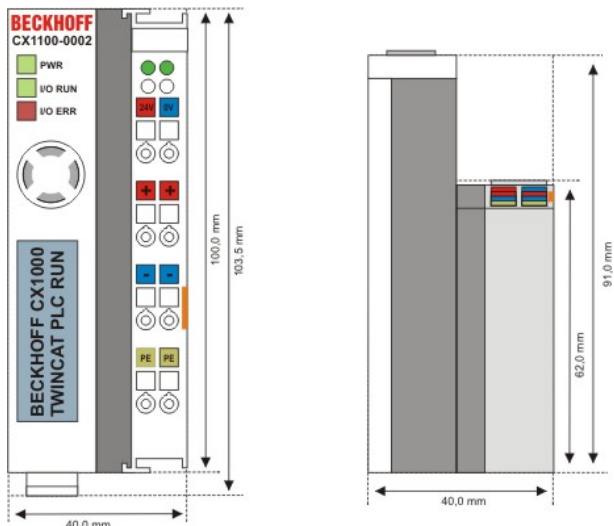 BECKHOFF
CX1100-0002
PWR
I/O RUN
I/O ERR
24V 0V
+ +
- -
PE PE
BECKHOFF CX1000
TWINCAT PLC RUN
100,0 mm
103,5 mm
40,0 mm
62,0 mm
91,0 mm
40,0 mm